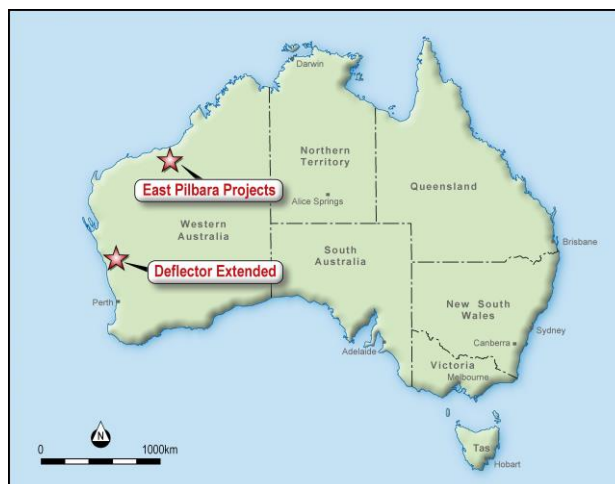 Darwin
Northern
Territory
East Pilbara Projects
Alice Springs
Queensland
Western
Australia
South
Australia
Brisbane
Deflector Extended
Perth
New South
Wales
Sydney
Canberra
Adelaide
Victoria
Melbourne
N
0 1000km
Tas
Hobart